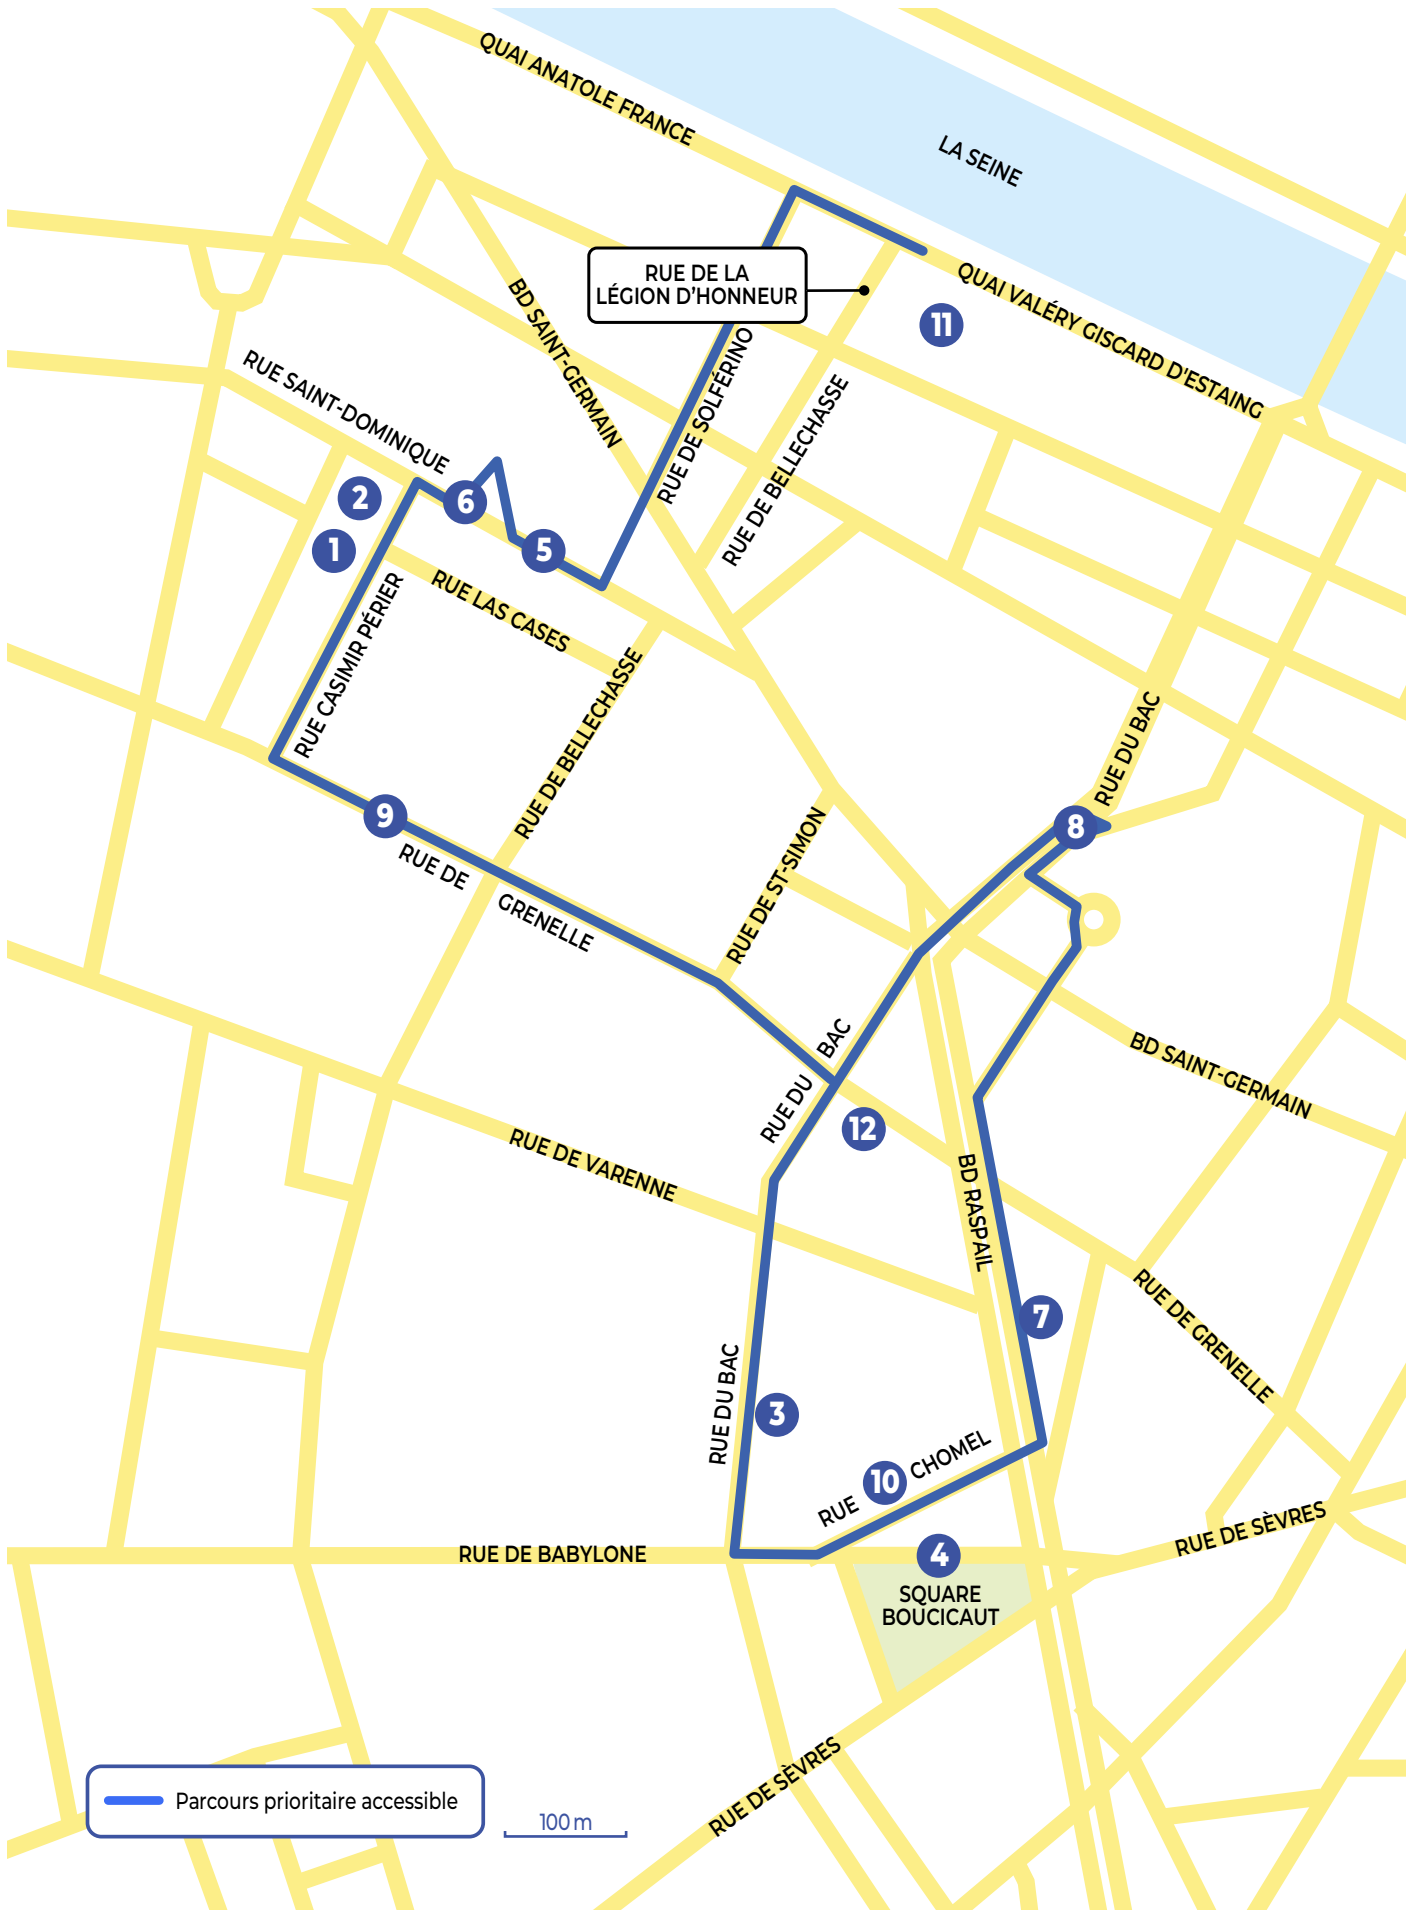 QUAI ANATOLE FRANCE
LA SEINE
RUE DE LA
LÉGION D'HONNEUR
QUAI VALÉRY GISCARD D'ESTAING
11
BD SAINT-GERMAIN
RUE DE SOLFÉRINO
RUE DE BELLECHASSE
RUE SAINT-DOMINIQUE
2
6
1
5
RUE LAS CASES
RUE CASIMIR PÉRIER
RUE DE BELLECHASSE
RUE DU BAC
9
8
RUE DE GRENELLE
RUE DE ST-SIMON
RUE DU BAC
BD SAINT-GERMAIN
12
RUE DE VARENNE
BD RASPAIL
7
RUE DE GRENELLE
RUE DU BAC
3
RUE CHOMEL
10
RUE DE BABYLONE
4
SQUARE
BOUCICAUT
RUE DE SÈVRES
RUE DE SÈVRES
Parcours prioritaire accessible
100 m